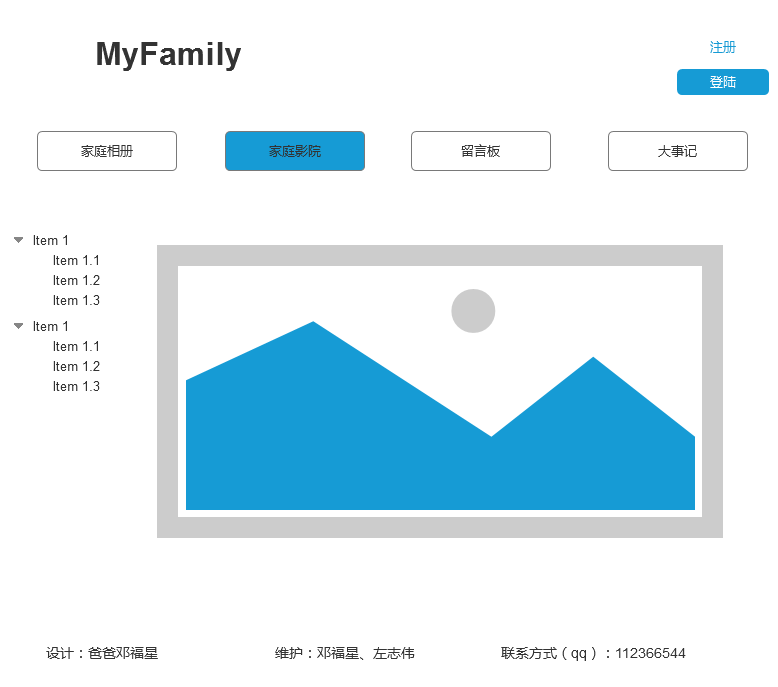 MyFamily
注册
登陆
家庭相册
家庭影院
留言板
大事记
Item 1
Item 1.1
Item 1.2
Item 1.3
Item 1
Item 1.1
Item 1.2
Item 1.3
设计：爸爸邓福星
维护：邓福星、左志伟
联系方式（qq）：112366544